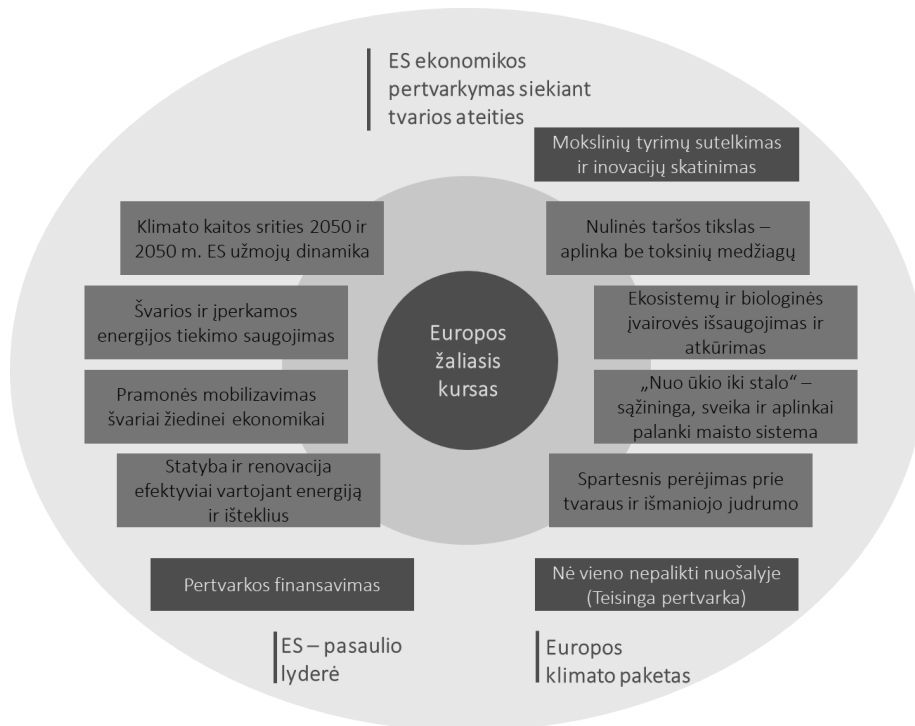 ES ekonomikos
pertvarkymas siekiant
tvarios ateities
Mokslinių tyrimų sutelkimas
ir inovacijų skatinimas
Klimato kaitos srities 2050 ir
2050 m. ES užmojų dinamika
Nulinės taršos tikslas –
aplinka be toksinių medžiagų
Švarios ir įperkamos
energijos tiekimo saugojimas
Ekosistemų ir biologinės
įvairovės išsaugojimas ir
atkūrimas
Europos
žaliasis
kursas
Pramonės mobilizavimas
švariai žiedinei ekonomikai
„Nuo ūkio iki stalo“ –
sąžininga, sveika ir aplinkai
palanki maisto sistema
Statyba ir renovacija
efektyviai vartojant energiją
ir išteklius
Spartesnis perėjimas prie
tvaraus ir išmaniojo judrumo
Pertvarkos finansavimas
Nė vieno nepalikti nuošalyje
(Teisinga pertvarka)
ES – pasaulio
lyderė
Europos
klimato paketas